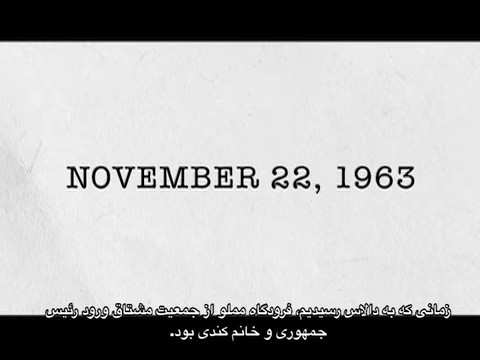 NOVEMBER 22, 1963
زمانی که به دالاس رسیدیم، فرودگاه مملو از جمعیت مشتاق ورود رئیس
جمهوری و خانم کندی بود.